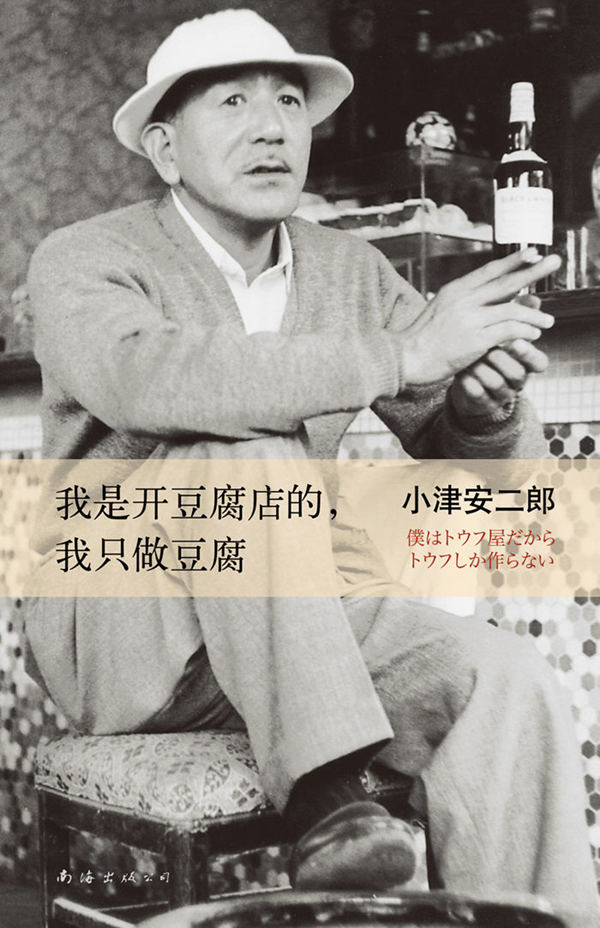 我是开豆腐店的，
我只做豆腐
小津安二郎
僕はトウフ屋だから
トウフしか作らない
南海出版公司